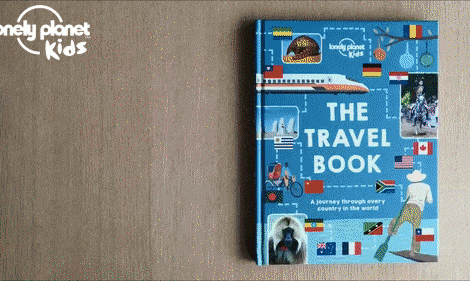 lonely planet
Kids
lonely planet
Kids
THE
TRAVEL
BOOK
A journey through every
country in the world